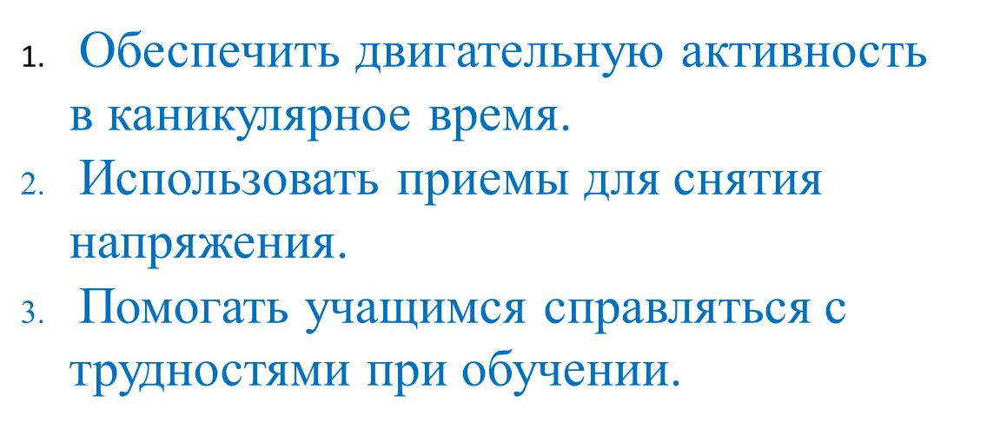 1. Обеспечить двигательную активность
в каникулярное время.
2. Использовать приемы для снятия
напряжения.
3. Помогать учащимся справляться с
трудностями при обучении.